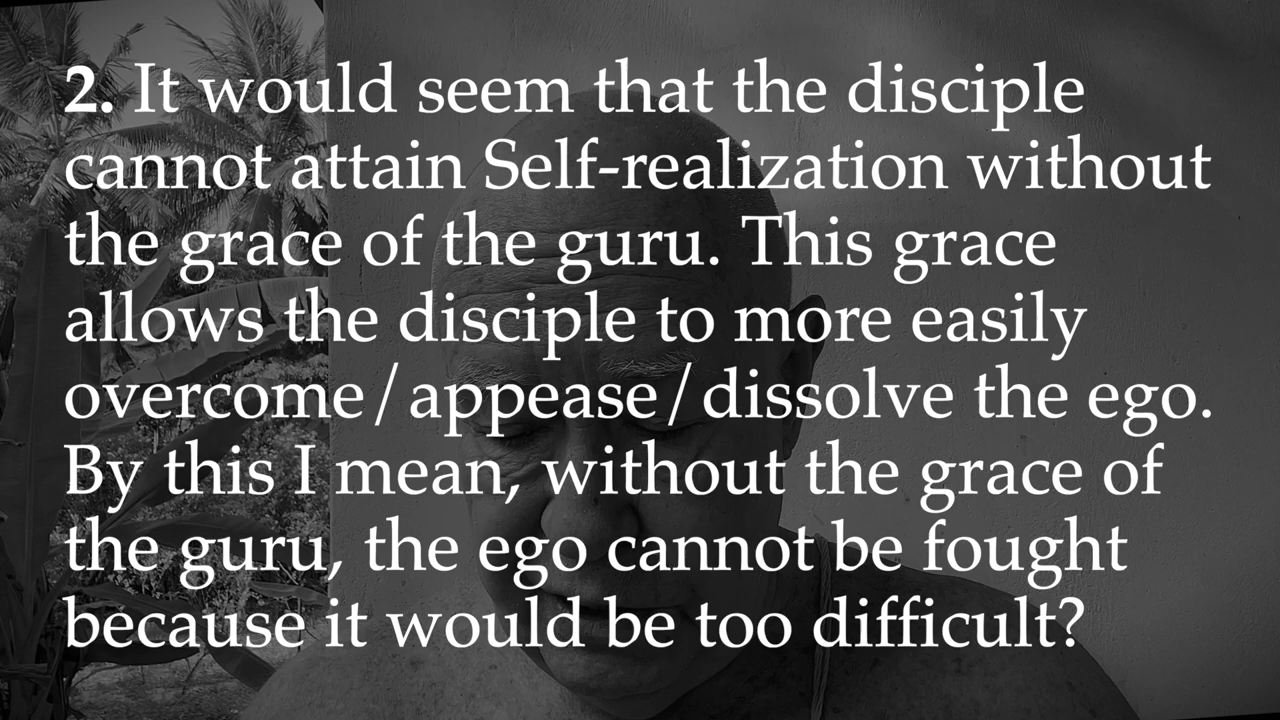 2. It would seem that the disciple
cannot attain Self-realization without
the grace of the guru. This grace
allows the disciple to more easily
overcome/appease/dissolve the ego.
By this I mean, without the grace of
the guru, the ego cannot be fought
because it would be too difficult?